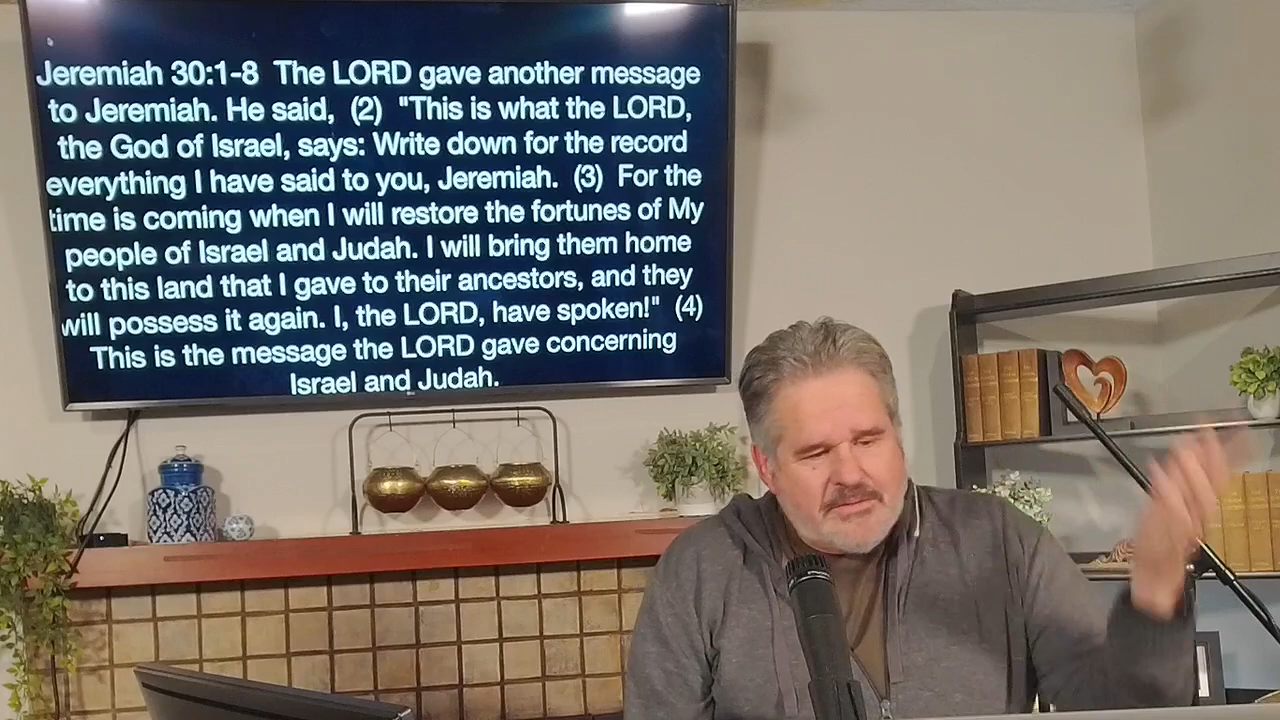 Jeremiah 30:1-8 The LORD gave another message
to Jeremiah. He said, (2) "This is what the LORD,
the God of Israel, says: Write down for the record
everything I have said to you, Jeremiah. (3) For the
time is coming when I will restore the fortunes of My
people of Israel and Judah. I will bring them home
to this land that I gave to their ancestors, and they
will possess it again. I, the LORD, have spoken!" (4)
This is the message the LORD gave concerning
Israel and Judah.